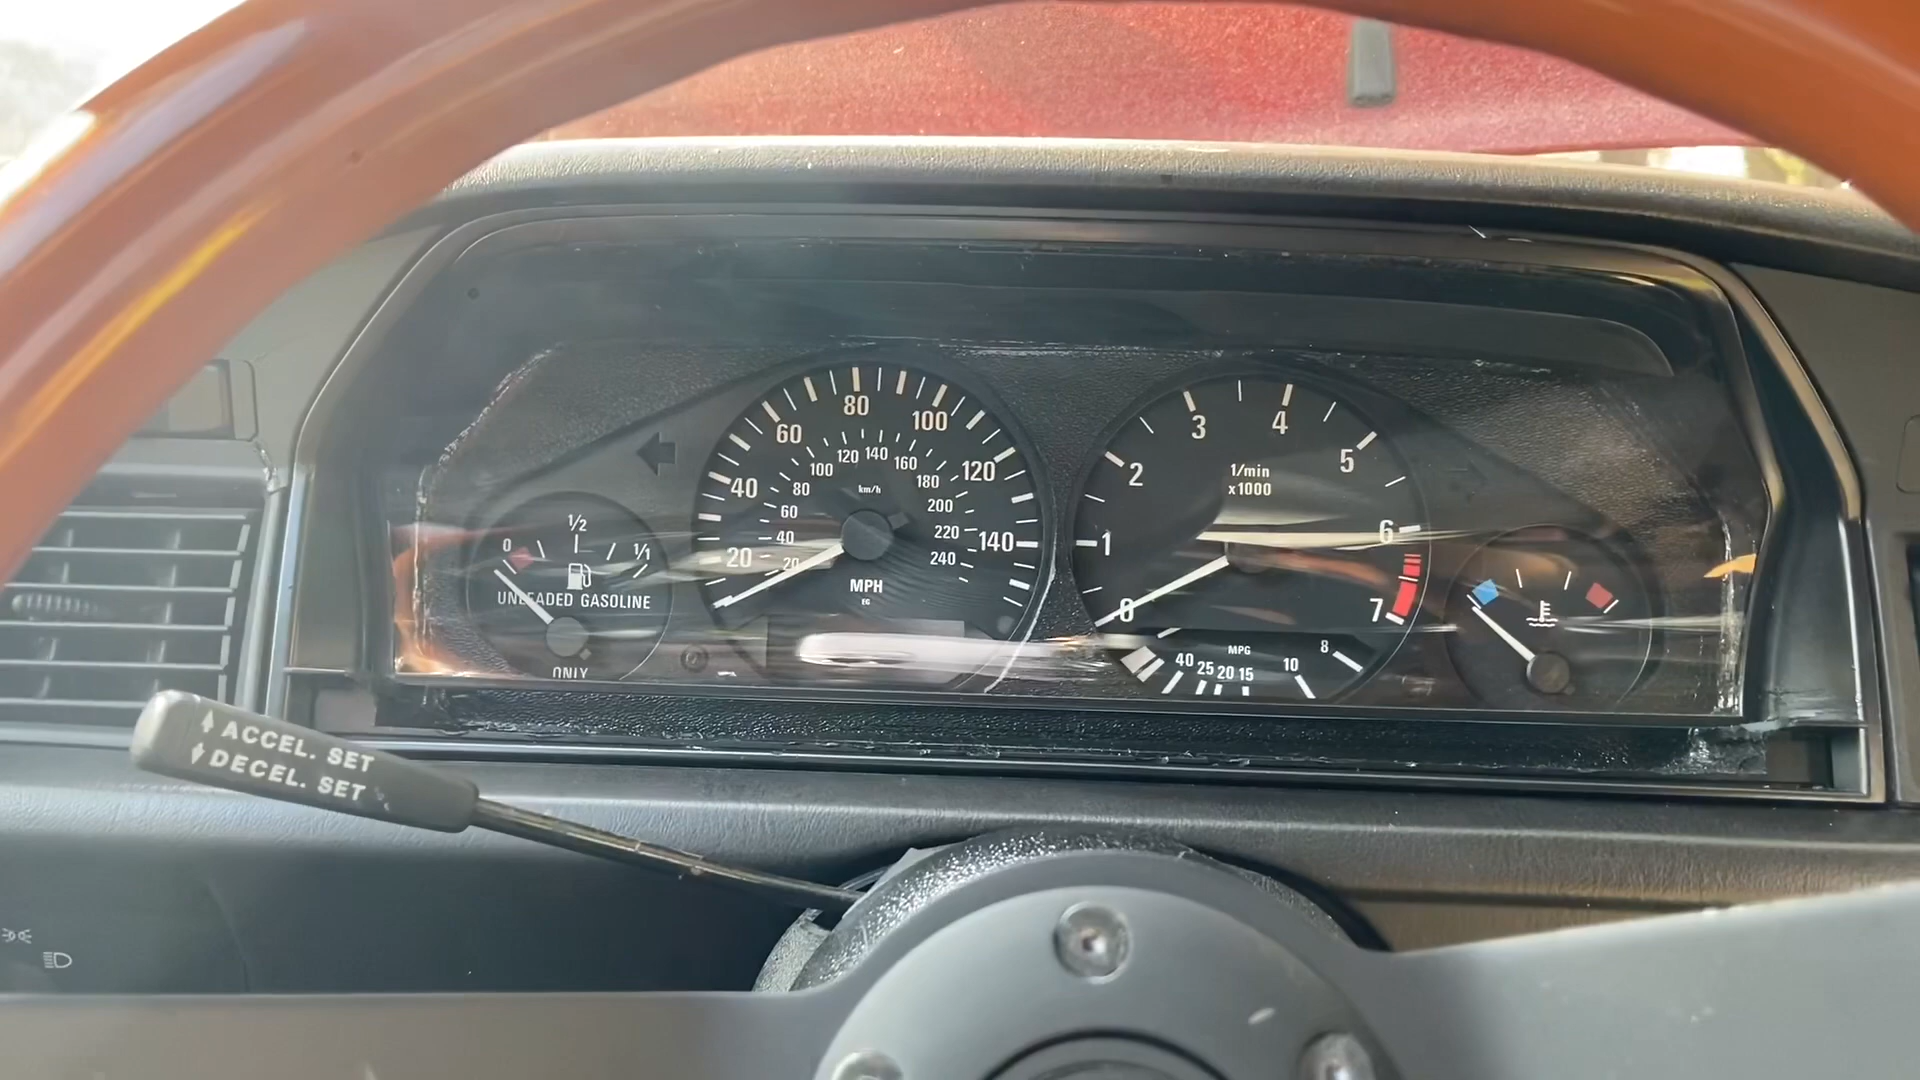 0 1/2 1/1
UNLEADED GASOLINE
ONLY
20 40 60 80 100 120 140
20 40 60 80 100 120 140 160 180 200 220 240
km/h
MPH
EC
0 1 2 3 4 5 6 7
1/min
x1000
MPG
40 25 20 15 10 8
ACCEL. SET
DECEL. SET